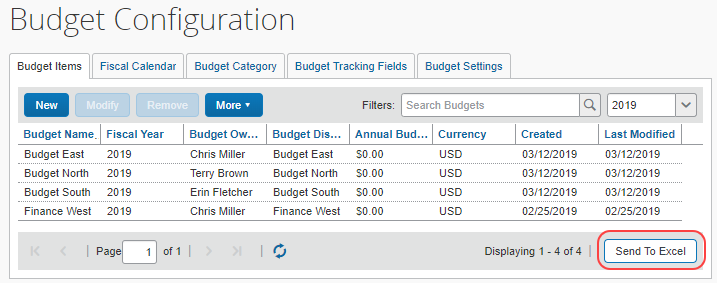 Budget Configuration
Budget Items Fiscal Calendar Budget Category Budget Tracking Fields Budget Settings
New Modify Remove More Filters: Search Budgets 2019
Budget Name Fiscal Year Budget Ow... Budget Dis... Annual Bud... Currency Created Last Modified
Budget East 2019 Chris Miller Budget East $0.00 USD 03/12/2019 03/12/2019
Budget North 2019 Terry Brown Budget North $0.00 USD 03/12/2019 03/12/2019
Budget South 2019 Erin Fletcher Budget South $0.00 USD 03/12/2019 03/12/2019
Finance West 2019 Chris Miller Finance West $0.00 USD 02/25/2019 02/25/2019
Page 1 of 1 Displaying 1 - 4 of 4 Send To Excel